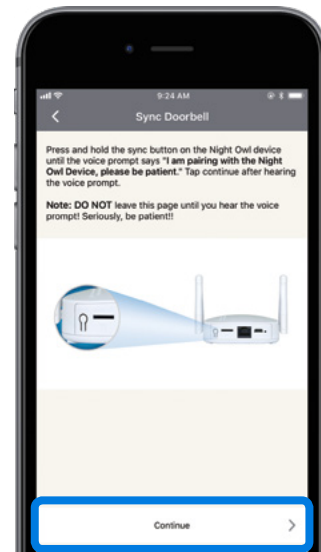 9:24 AM
Sync Doorbell
Press and hold the sync button on the Night Owl device
until the voice prompt says "I am pairing with the Night
Owl Device, please be patient." Tap continue after hearing
the voice prompt.
Note: DO NOT leave this page until you hear the voice
prompt! Seriously, be patient!!
Continue